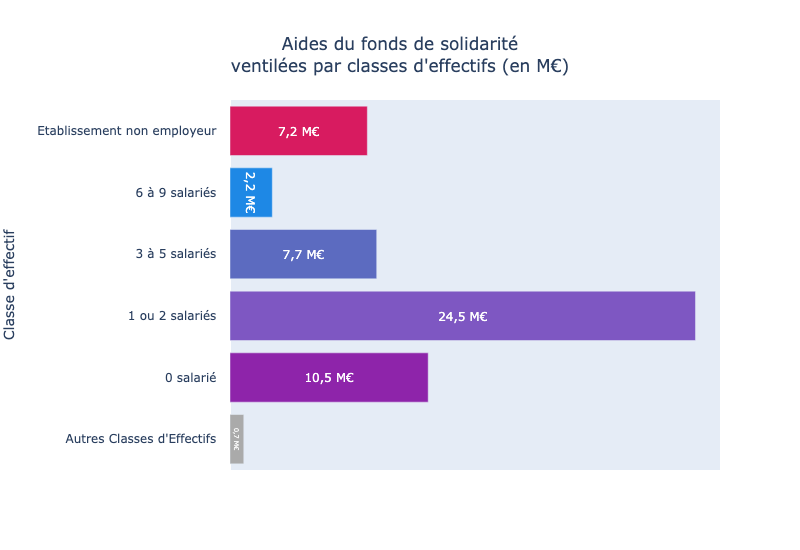 Aides du fonds de solidarité
ventilées par classes d'effectifs (en M€)
Classe d'effectif
Etablissement non employeur
7,2 M€
6 à 9 salariés
2,2 M€
3 à 5 salariés
7,7 M€
1 ou 2 salariés
24,5 M€
0 salarié
10,5 M€
Autres Classes d'Effectifs
0,7 M€